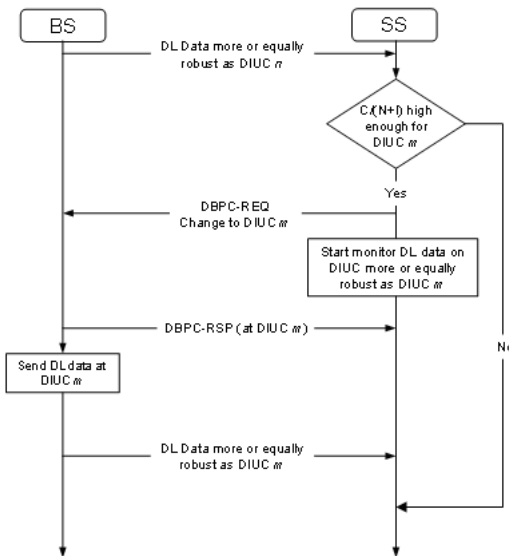 BS
SS
DL Data more or equally
robust as DIUC n
C/(N+I) high
enough for
DIUC m
Yes
DBPC-REQ
Change to DIUC m
Start monitor DL data on
DIUC more or equally
robust as DIUC m
DBPC-RSP (at DIUC m)
No
Send DL data at
DIUC m
DL Data more or equally
robust as DIUC m